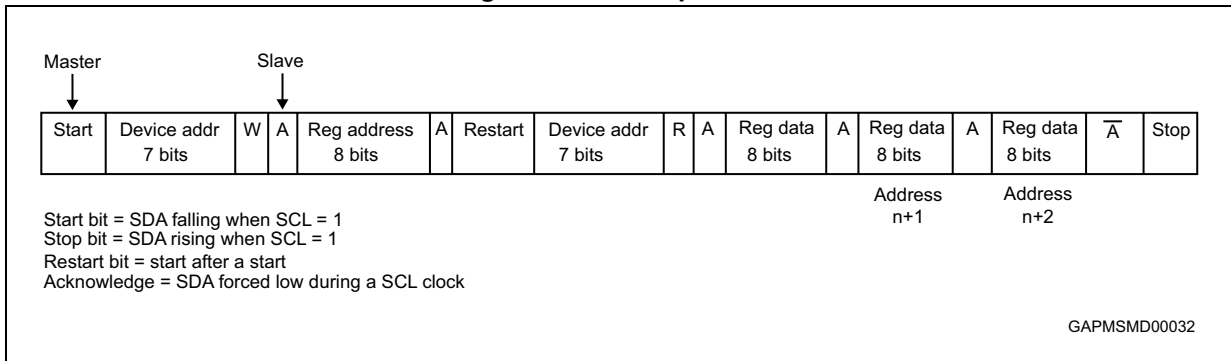 Master Slave
Start Device addr W A Reg address A Restart Device addr R A Reg data A Reg data A Reg data A̅ Stop
7 bits 8 bits 7 bits 8 bits 8 bits 8 bits
Address Address
n+1 n+2
Start bit = SDA falling when SCL = 1
Stop bit = SDA rising when SCL = 1
Restart bit = start after a start
Acknowledge = SDA forced low during a SCL clock
GAPMSMD00032